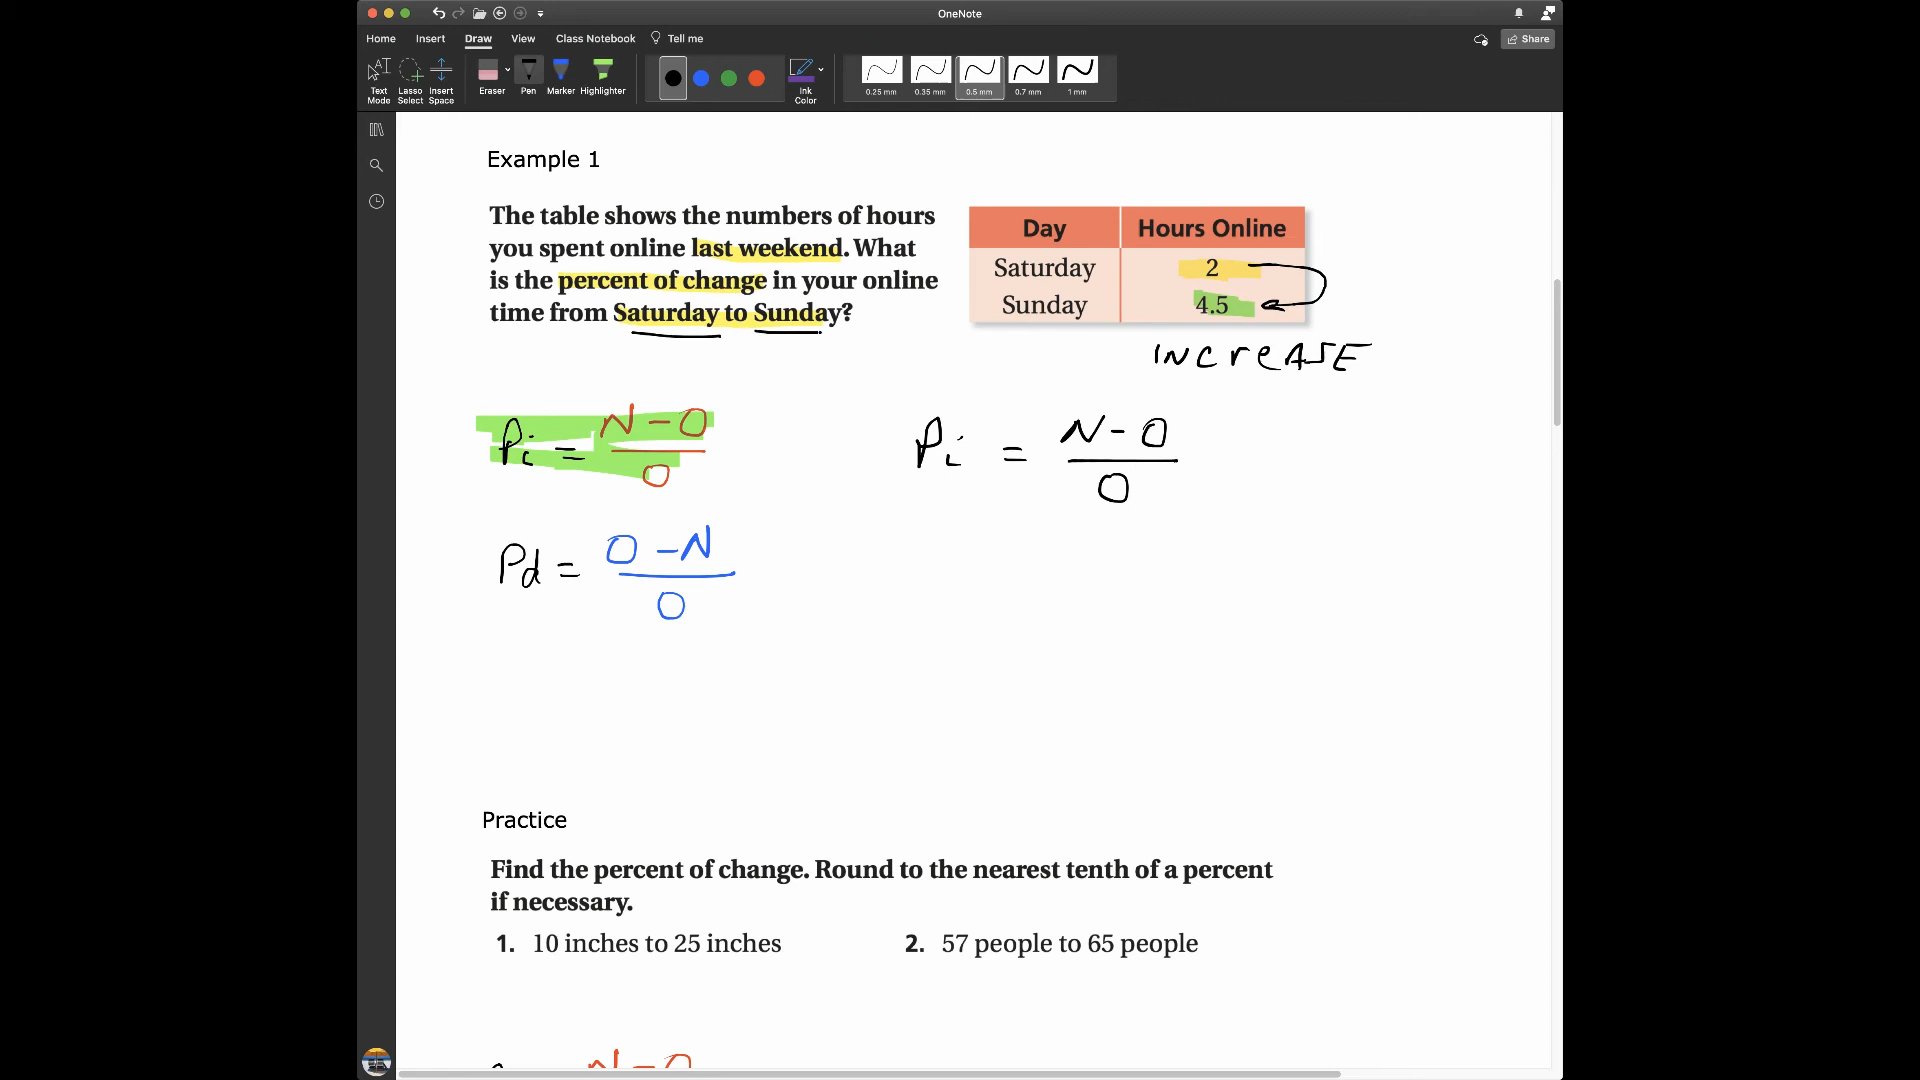 OneNote
Home Insert Draw View Class Notebook Tell me Share
Text Mode Lasso Select Insert Space Eraser Pen Marker Highlighter Ink Color 0.25 mm 0.35 mm 0.5 mm 0.7 mm 1 mm
Example 1
The table shows the numbers of hours
you spent online last weekend. What
is the percent of change in your online
time from Saturday to Sunday?
Day Hours Online
Saturday 2
Sunday 4.5
INCreASE
Pi = N - O / O
Pi = N - O / O
Pd = O - N / O
Practice
Find the percent of change. Round to the nearest tenth of a percent
if necessary.
1. 10 inches to 25 inches 2. 57 people to 65 people
N - O